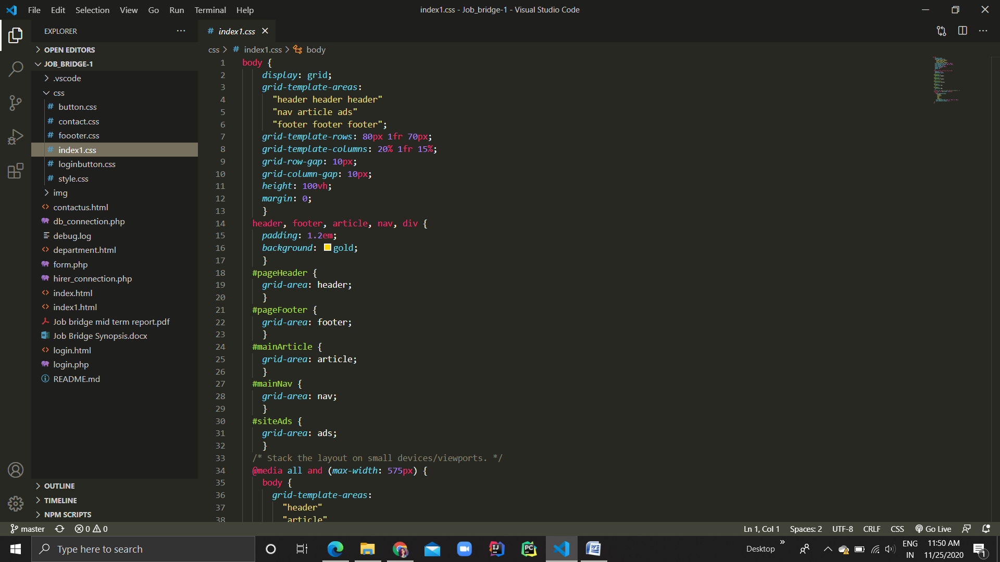 File Edit Selection View Go Run Terminal Help
index1.css - Job_bridge-1 - Visual Studio Code
EXPLORER
OPEN EDITORS
JOB_BRIDGE-1
.vscode
css
button.css
contact.css
foooter.css
index1.css
loginbutton.css
style.css
img
contactus.html
db_connection.php
debug.log
department.html
form.php
hirer_connection.php
index.html
index1.html
Job bridge mid term report.pdf
Job Bridge Synopsis.docx
login.html
login.php
README.md
OUTLINE
TIMELINE
NPM SCRIPTS
# index1.css
css > # index1.css > body
1 body {
2 display: grid;
3 grid-template-areas:
4 "header header header"
5 "nav article ads"
6 "footer footer footer";
7 grid-template-rows: 80px 1fr 70px;
8 grid-template-columns: 20% 1fr 15%;
9 grid-row-gap: 10px;
10 grid-column-gap: 10px;
11 height: 100vh;
12 margin: 0;
13 }
14 header, footer, article, nav, div {
15 padding: 1.2em;
16 background: gold;
17 }
18 #pageHeader {
19 grid-area: header;
20 }
21 #pageFooter {
22 grid-area: footer;
23 }
24 #mainArticle {
25 grid-area: article;
26 }
27 #mainNav {
28 grid-area: nav;
29 }
30 #siteAds {
31 grid-area: ads;
32 }
33 /* Stack the layout on small devices/viewports. */
34 @media all and (max-width: 575px) {
35 body {
36 grid-template-areas:
37 "header"
38 "article"
master 0 0
Ln 1, Col 1 Spaces: 2 UTF-8 CRLF CSS Go Live
Type here to search
Desktop
ENG
IN
11:50 AM
11/25/2020
1